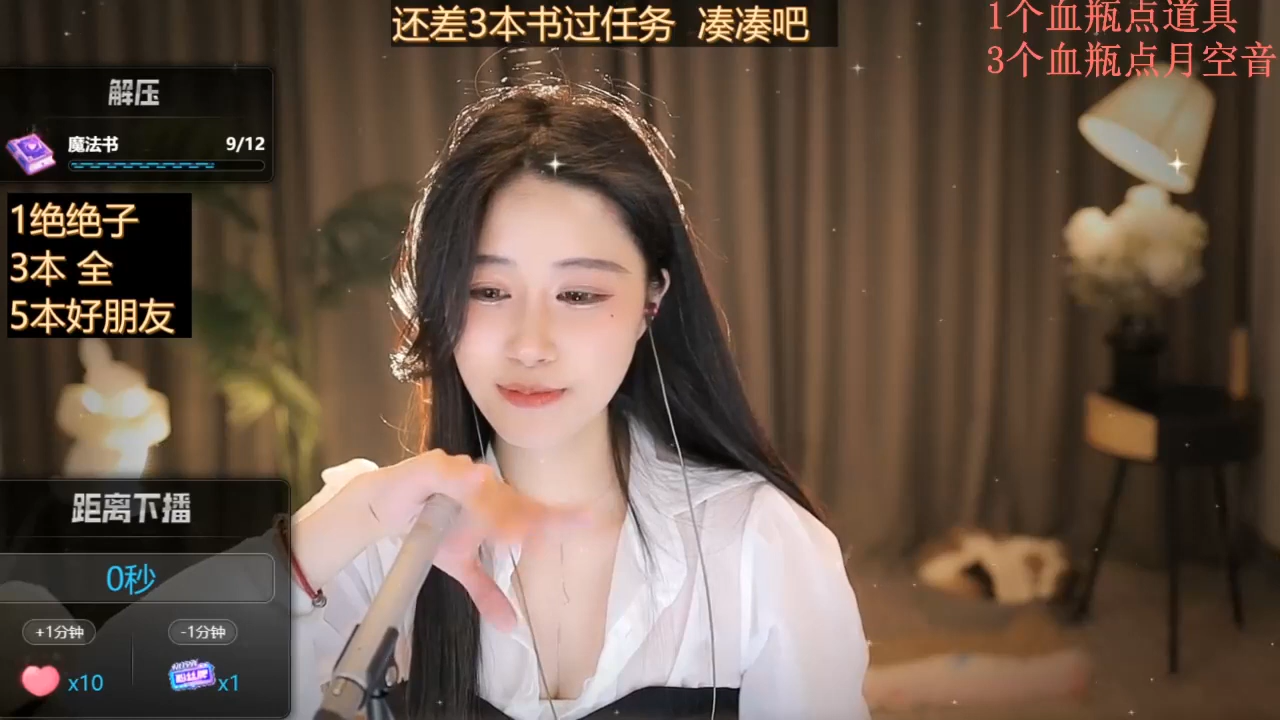 还差3本书过任务 凑凑吧
1个血瓶点道具
3个血瓶点月空音
解压
魔法书 9/12
1绝绝子
3本 全
5本好朋友
距离下播
0秒
+1分钟 -1分钟
x10 x1